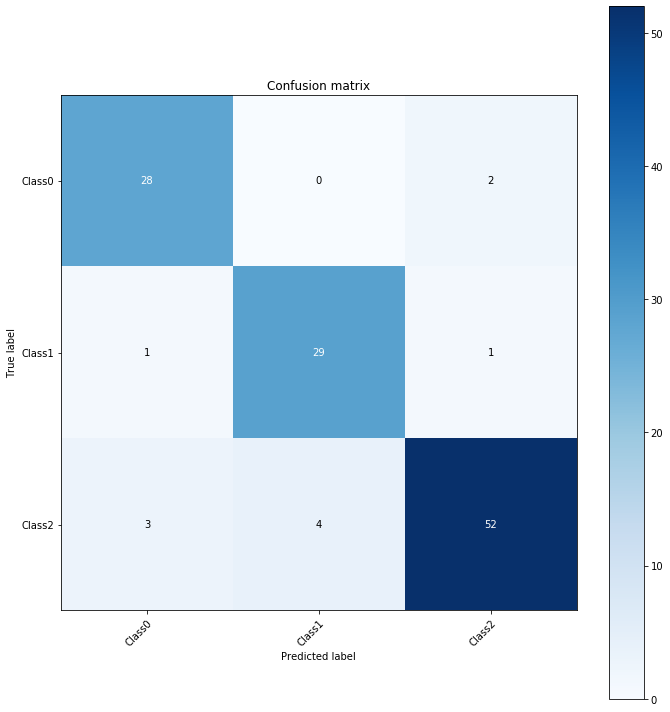 Confusion matrix
Class0
28
0
2
Class1
1
29
1
Class2
3
4
52
Class0
Class1
Class2
True label
Predicted label
50
40
30
20
10
0